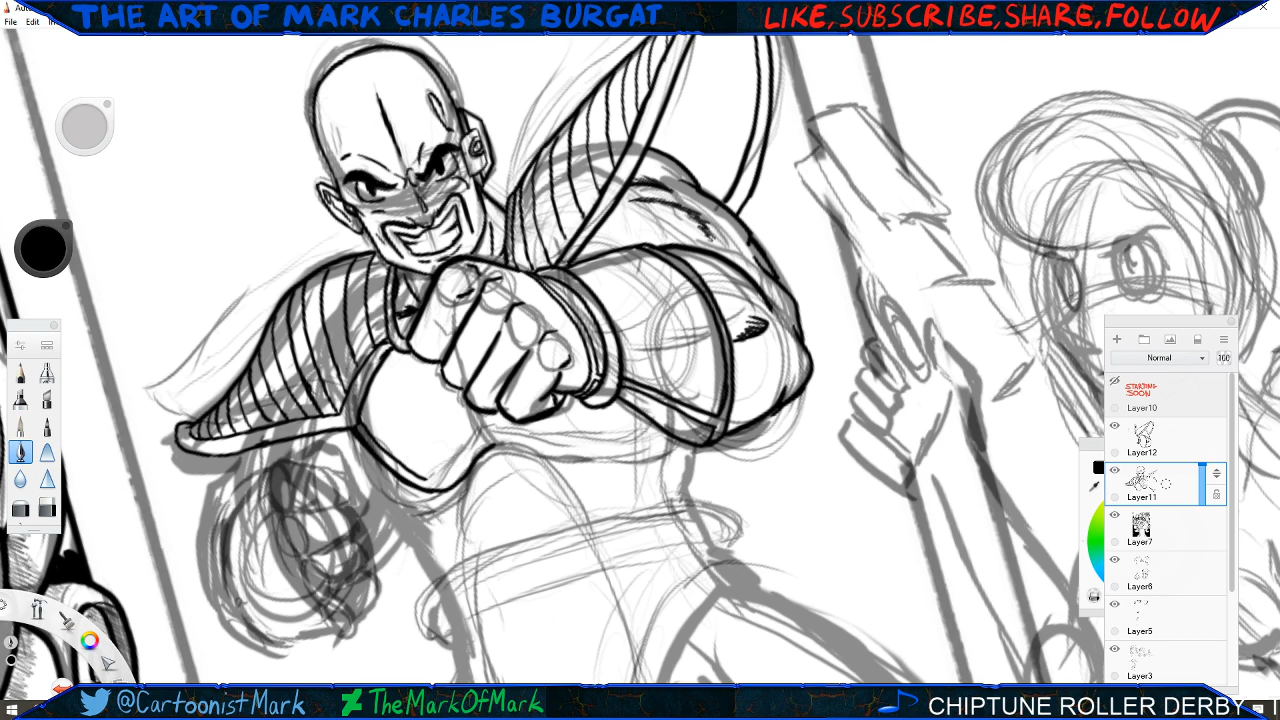 THE ART OF MARK CHARLES BURGAT
LIKE, SUBSCRIBE, SHARE, FOLLOW
File Edit
Normal
100
STARTING
SOON
Layer10
Layer12
Layer11
Layer7
Layer6
Layer5
Layer3
@CartoonistMark
TheMarkOfMark
CHIPTUNE ROLLER DERBY